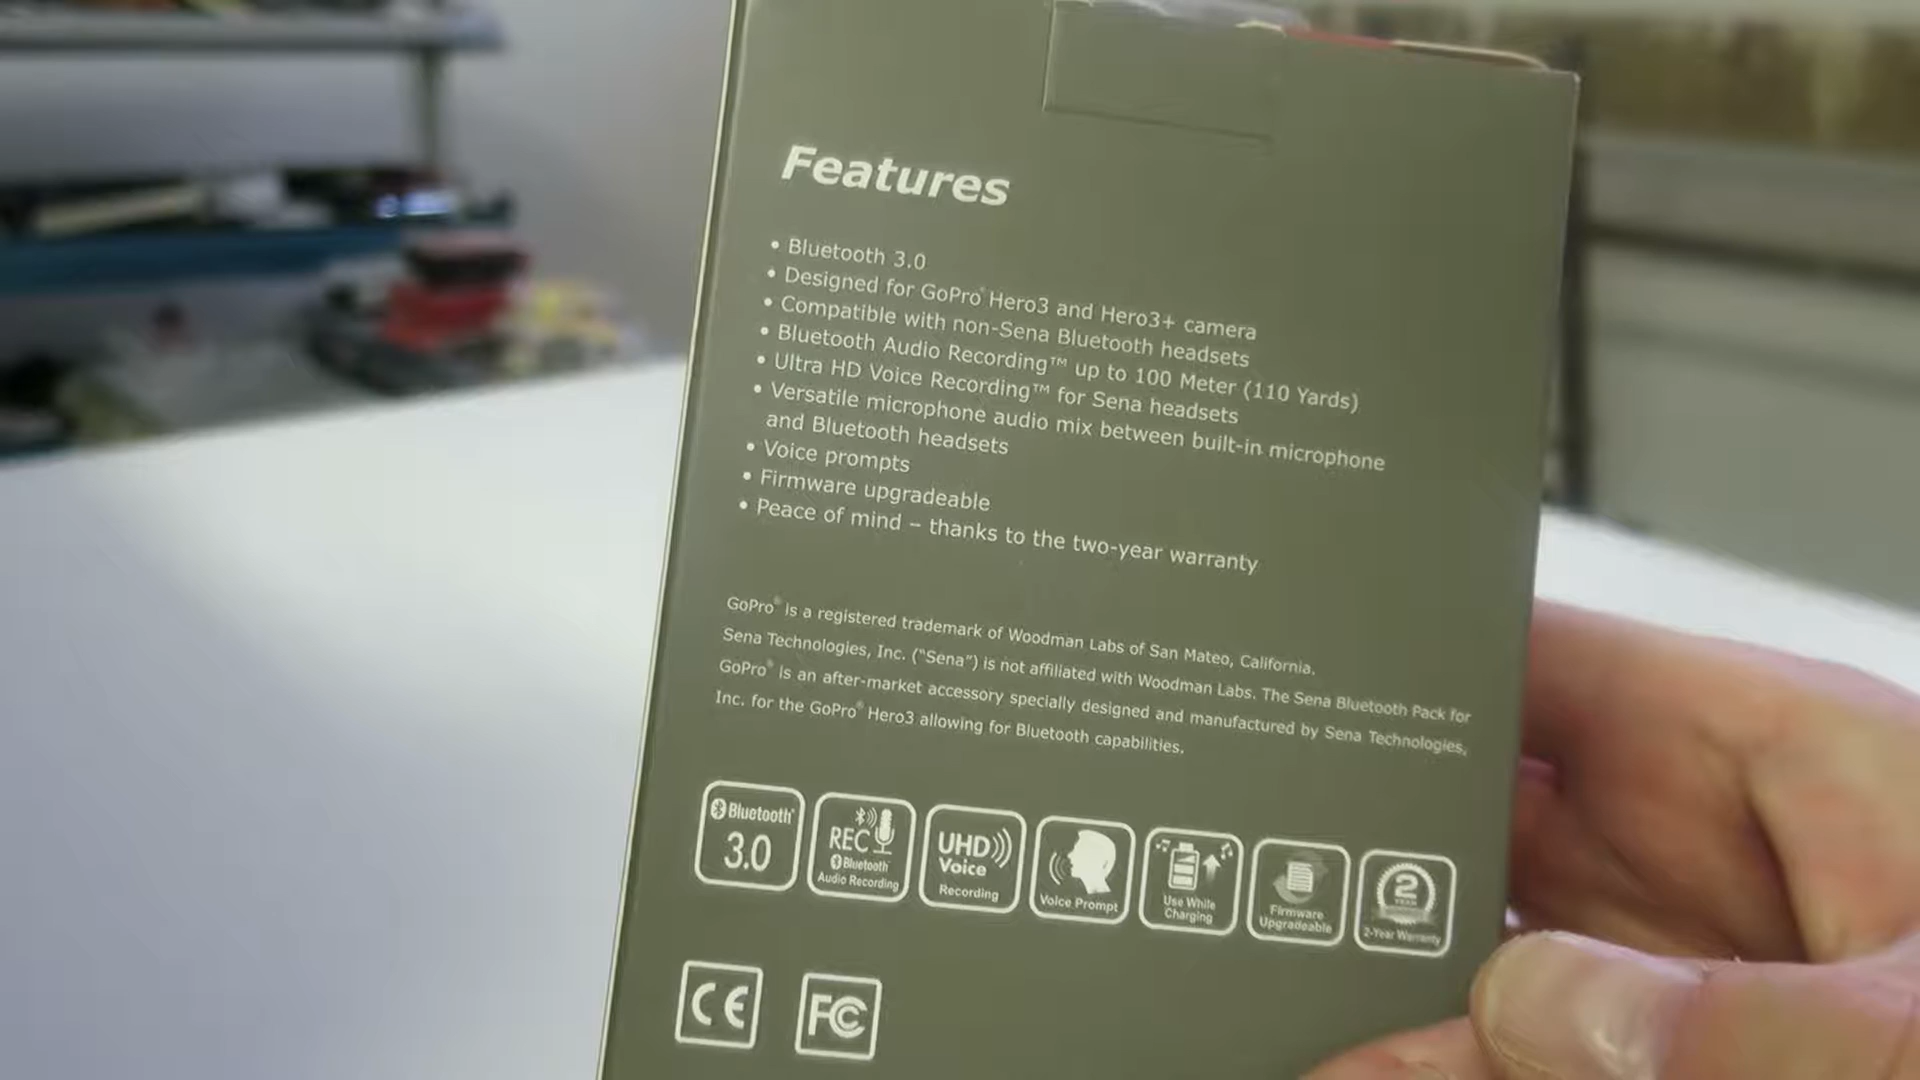 Features
• Bluetooth 3.0
• Designed for GoPro® Hero3 and Hero3+ camera
• Compatible with non-Sena Bluetooth headsets
• Bluetooth Audio Recording™ up to 100 Meter (110 Yards)
• Ultra HD Voice Recording™ for Sena headsets
• Versatile microphone audio mix between built-in microphone
and Bluetooth headsets
• Voice prompts
• Firmware upgradeable
• Peace of mind – thanks to the two-year warranty
GoPro® is a registered trademark of Woodman Labs of San Mateo, California.
Sena Technologies, Inc. (“Sena”) is not affiliated with Woodman Labs. The Sena Bluetooth Pack for
GoPro® is an after-market accessory specially designed and manufactured by Sena Technologies,
Inc. for the GoPro® Hero3 allowing for Bluetooth capabilities.
Bluetooth®
3.0
REC
Bluetooth®
Audio Recording
UHD
Voice
Recording
Voice Prompt
Use While
Charging
Firmware
Upgradeable
2
YEAR
2-Year Warranty
CE
FC